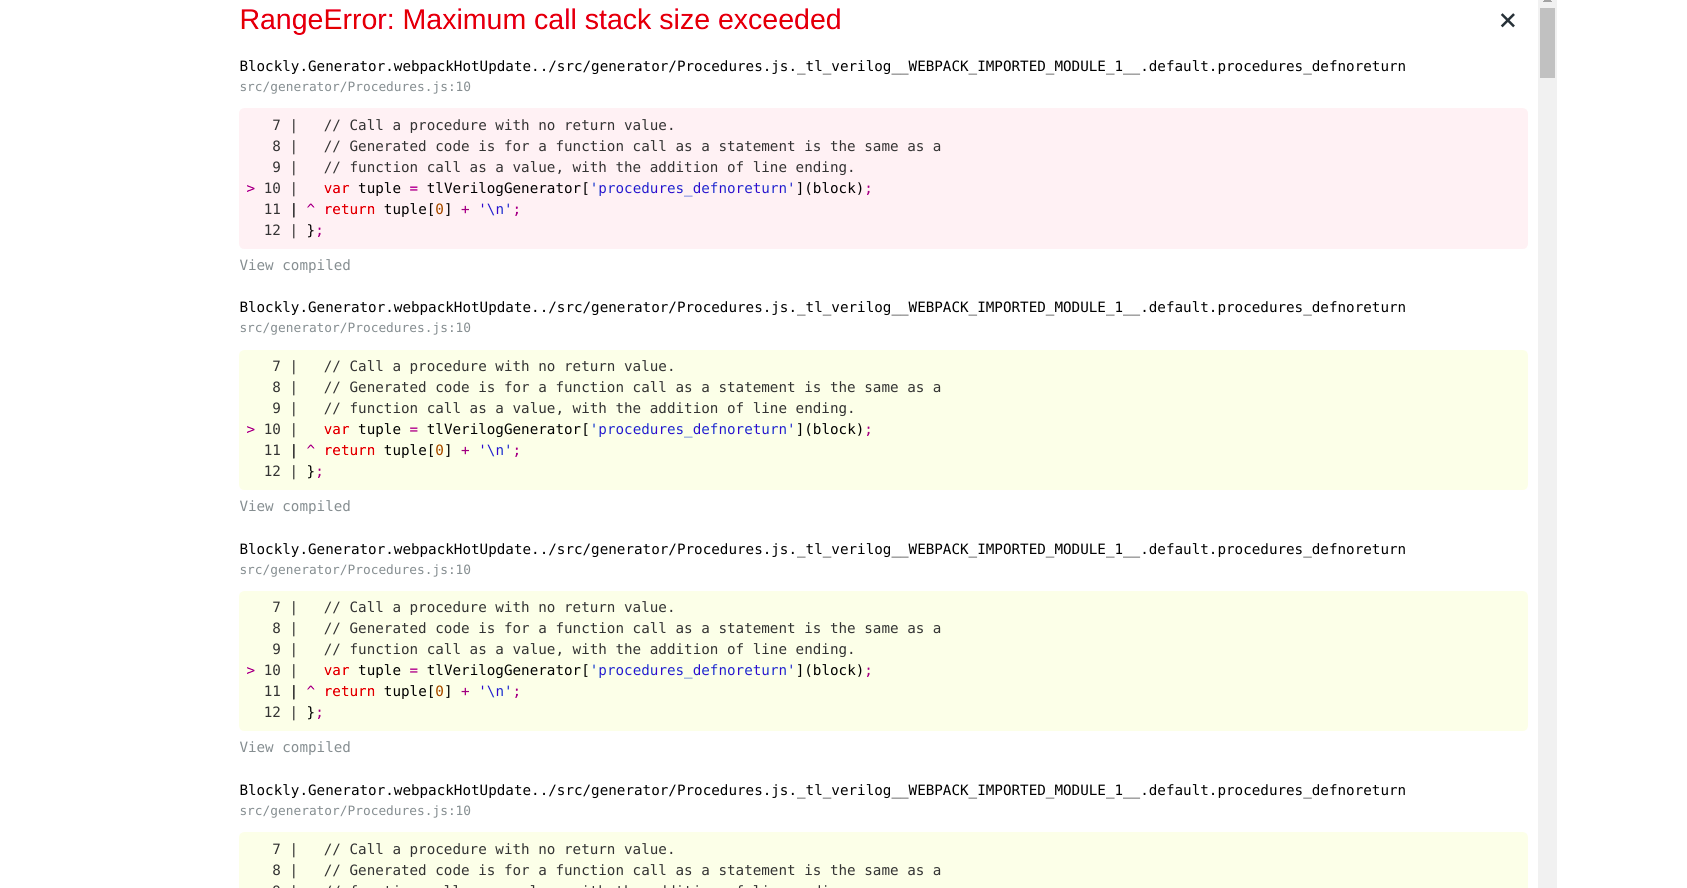 RangeError: Maximum call stack size exceeded
Blockly.Generator.webpackHotUpdate../src/generator/Procedures.js._tl_verilog__WEBPACK_IMPORTED_MODULE_1__.default.procedures_defnoreturn
src/generator/Procedures.js:10
7 |   // Call a procedure with no return value.
8 |   // Generated code is for a function call as a statement is the same as a
9 |   // function call as a value, with the addition of line ending.
> 10 |   var tuple = tlVerilogGenerator['procedures_defnoreturn'](block);
11 | ^ return tuple[0] + '\n';
12 | };
View compiled
Blockly.Generator.webpackHotUpdate../src/generator/Procedures.js._tl_verilog__WEBPACK_IMPORTED_MODULE_1__.default.procedures_defnoreturn
src/generator/Procedures.js:10
7 |   // Call a procedure with no return value.
8 |   // Generated code is for a function call as a statement is the same as a
9 |   // function call as a value, with the addition of line ending.
> 10 |   var tuple = tlVerilogGenerator['procedures_defnoreturn'](block);
11 | ^ return tuple[0] + '\n';
12 | };
View compiled
Blockly.Generator.webpackHotUpdate../src/generator/Procedures.js._tl_verilog__WEBPACK_IMPORTED_MODULE_1__.default.procedures_defnoreturn
src/generator/Procedures.js:10
7 |   // Call a procedure with no return value.
8 |   // Generated code is for a function call as a statement is the same as a
9 |   // function call as a value, with the addition of line ending.
> 10 |   var tuple = tlVerilogGenerator['procedures_defnoreturn'](block);
11 | ^ return tuple[0] + '\n';
12 | };
View compiled
Blockly.Generator.webpackHotUpdate../src/generator/Procedures.js._tl_verilog__WEBPACK_IMPORTED_MODULE_1__.default.procedures_defnoreturn
src/generator/Procedures.js:10
7 |   // Call a procedure with no return value.
8 |   // Generated code is for a function call as a statement is the same as a